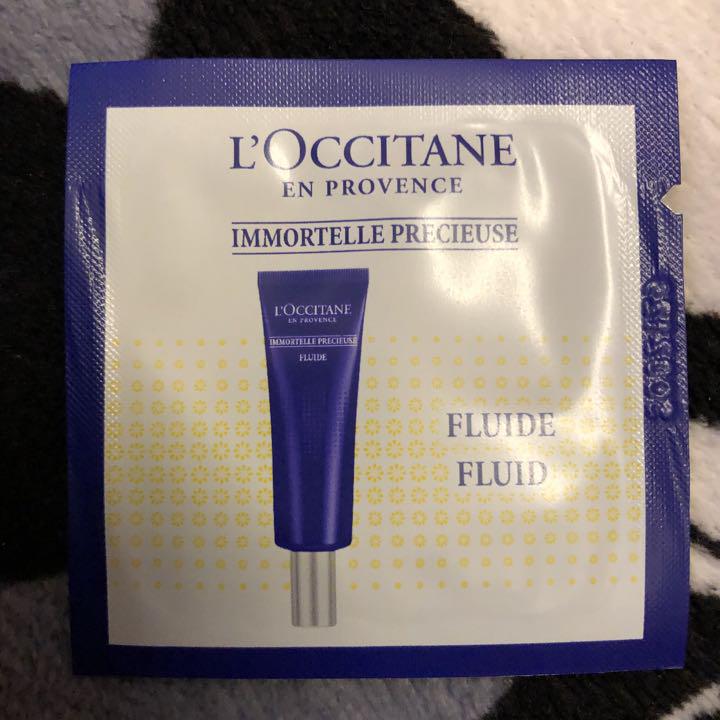 L'OCCITANE
EN PROVENCE
IMMORTELLE PRECIEUSE
L'OCCITANE
EN PROVENCE
IMMORTELLE PRECIEUSE
FLUIDE
FLUIDE
FLUID